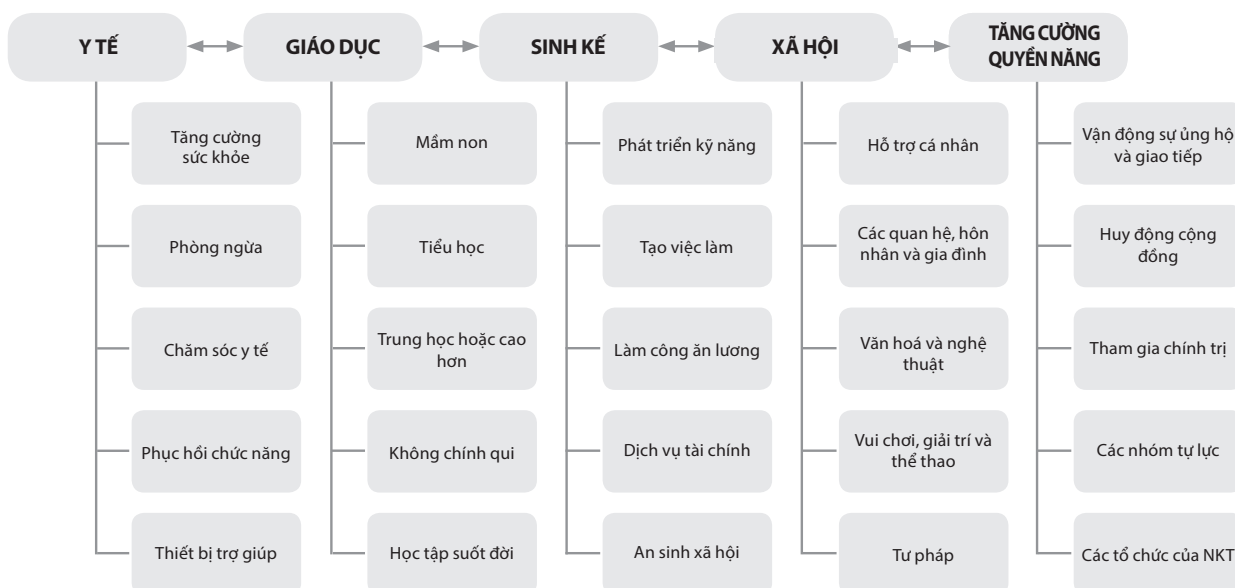 Y TẾ
GIÁO DỤC
SINH KẾ
XÃ HỘI
TĂNG CƯỜNG
QUYỀN NĂNG
Tăng cường
sức khỏe
Phòng ngừa
Chăm sóc y tế
Phục hồi chức năng
Thiết bị trợ giúp
Mầm non
Tiểu học
Trung học hoặc cao
hơn
Không chính qui
Học tập suốt đời
Phát triển kỹ năng
Tạo việc làm
Làm công ăn lương
Dịch vụ tài chính
An sinh xã hội
Hỗ trợ cá nhân
Các quan hệ, hôn
nhân và gia đình
Văn hoá và nghệ
thuật
Vui chơi, giải trí và
thể thao
Tư pháp
Vận động sự ủng hộ
và giao tiếp
Huy động cộng
đồng
Tham gia chính trị
Các nhóm tự lực
Các tổ chức của NKT